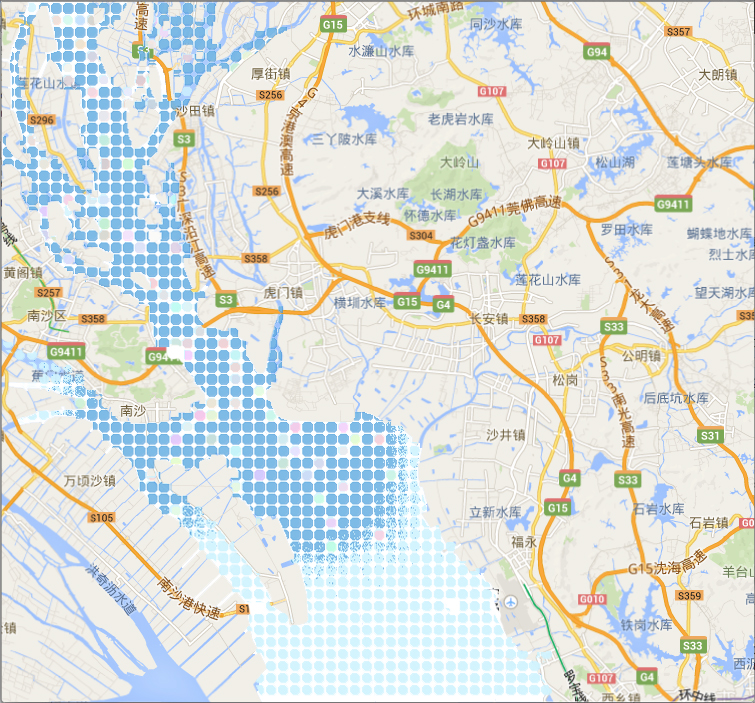 高速
G15
环城南路
同沙水库
S357
G94
水濂山水库
厚街镇
大朗镇
莲花山水道
S256
G107
沙田镇
G4京港澳高速
老虎岩水库
S296
S3
三丫陂水库
大岭山镇
大岭山
G107
松山湖
莲塘头水库
S3广深沿江高速
S256
大溪水库
长湖水库
怀德水库
G9411莞佛高速
G9411
虎门港支线
S304
罗田水库
蝴蝶地水库
花灯盏水库
黄阁镇
S358
G9411
莲花山水库
S257
虎门镇
横圳水库
G15
G4
望天湖水库
S3
南沙区
S358
长安镇
S358
S33
龙大高速
G107
G9411
公明镇
松岗
S33南光高速
后底坑水库
南沙
沙井镇
S31
万顷沙镇
G4
S33
G15
S105
立新水库
石岩水库
石岩镇
福永
洪奇沥水道
南沙港快速
G15沈海高速
G010
S359
铁岗水库
S33
G107
G4
罗宝线
西乡镇
环中线